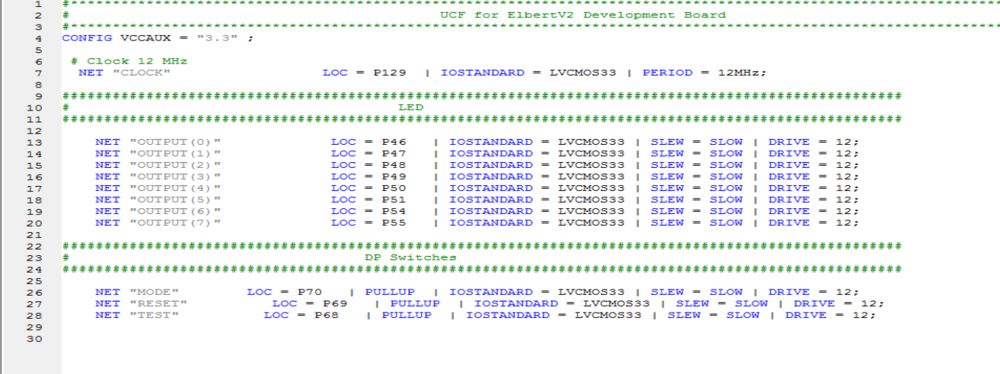 1 #******************************************************************************************************************
2 # UCF for ElbertV2 Development Board
3 #******************************************************************************************************************
4 CONFIG VCCAUX = "3.3" ;
5
6 # Clock 12 MHz
7 NET "CLOCK" LOC = P129 | IOSTANDARD = LVCMOS33 | PERIOD = 12MHz;
8
9 ####################################################################################################
10 # LED
11 ####################################################################################################
12
13 NET "OUTPUT(0)" LOC = P46 | IOSTANDARD = LVCMOS33 | SLEW = SLOW | DRIVE = 12;
14 NET "OUTPUT(1)" LOC = P47 | IOSTANDARD = LVCMOS33 | SLEW = SLOW | DRIVE = 12;
15 NET "OUTPUT(2)" LOC = P48 | IOSTANDARD = LVCMOS33 | SLEW = SLOW | DRIVE = 12;
16 NET "OUTPUT(3)" LOC = P49 | IOSTANDARD = LVCMOS33 | SLEW = SLOW | DRIVE = 12;
17 NET "OUTPUT(4)" LOC = P50 | IOSTANDARD = LVCMOS33 | SLEW = SLOW | DRIVE = 12;
18 NET "OUTPUT(5)" LOC = P51 | IOSTANDARD = LVCMOS33 | SLEW = SLOW | DRIVE = 12;
19 NET "OUTPUT(6)" LOC = P54 | IOSTANDARD = LVCMOS33 | SLEW = SLOW | DRIVE = 12;
20 NET "OUTPUT(7)" LOC = P55 | IOSTANDARD = LVCMOS33 | SLEW = SLOW | DRIVE = 12;
21
22 ####################################################################################################
23 # DP Switches
24 ####################################################################################################
25
26 NET "MODE" LOC = P70 | PULLUP | IOSTANDARD = LVCMOS33 | SLEW = SLOW | DRIVE = 12;
27 NET "RESET" LOC = P69 | PULLUP | IOSTANDARD = LVCMOS33 | SLEW = SLOW | DRIVE = 12;
28 NET "TEST" LOC = P68 | PULLUP | IOSTANDARD = LVCMOS33 | SLEW = SLOW | DRIVE = 12;
29
30